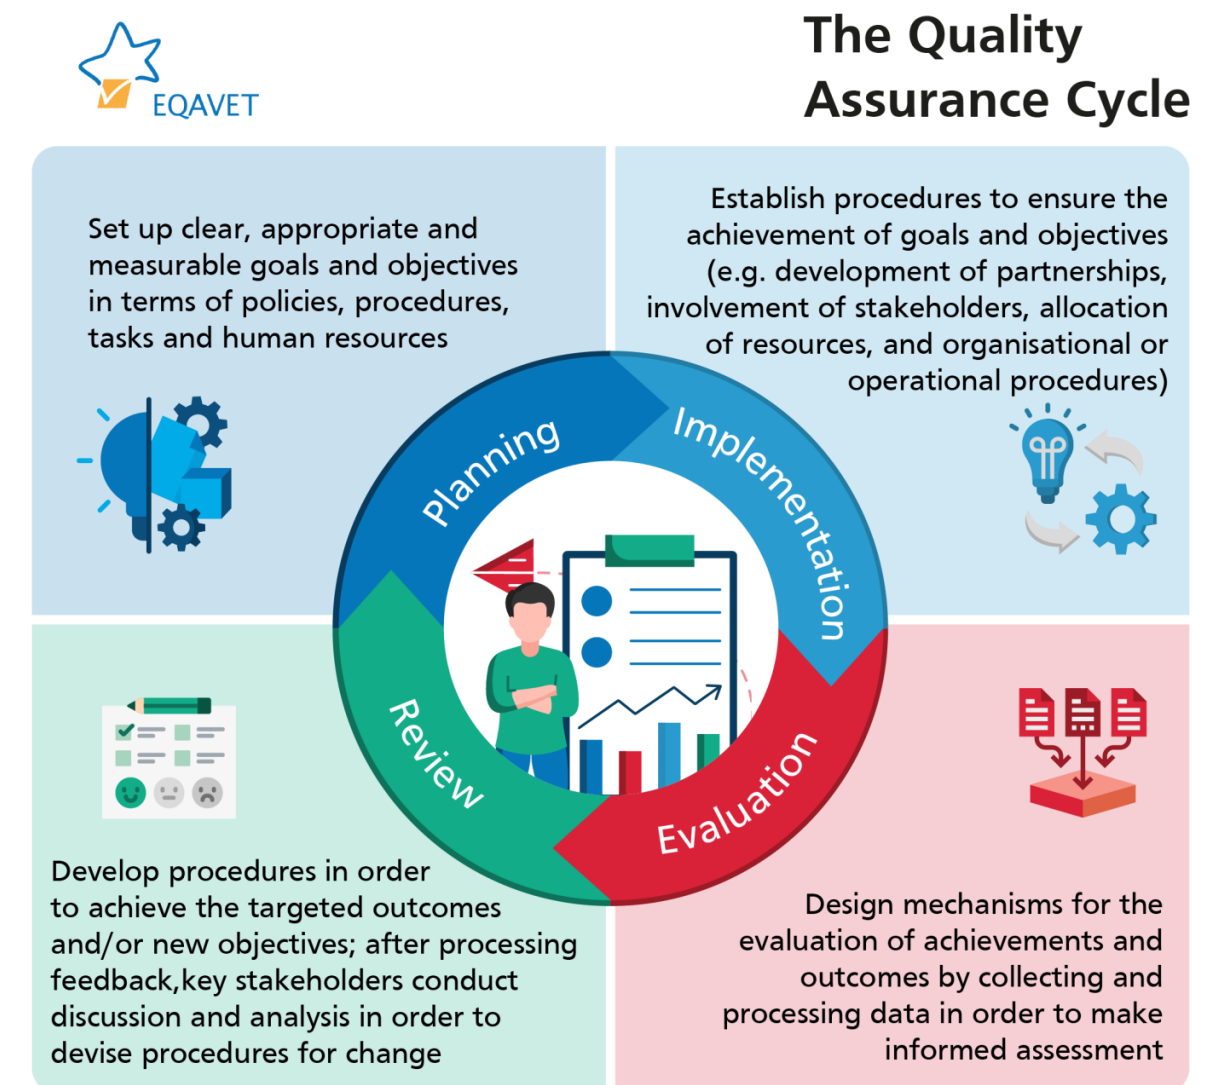 EQAVET
The Quality
Assurance Cycle
Set up clear, appropriate and
measurable goals and objectives
in terms of policies, procedures,
tasks and human resources
Establish procedures to ensure the
achievement of goals and objectives
(e.g. development of partnerships,
involvement of stakeholders, allocation
of resources, and organisational or
operational procedures)
Planning
Implementation
Review
Evaluation
Develop procedures in order
to achieve the targeted outcomes
and/or new objectives; after processing
feedback,key stakeholders conduct
discussion and analysis in order to
devise procedures for change
Design mechanisms for the
evaluation of achievements and
outcomes by collecting and
processing data in order to make
informed assessment